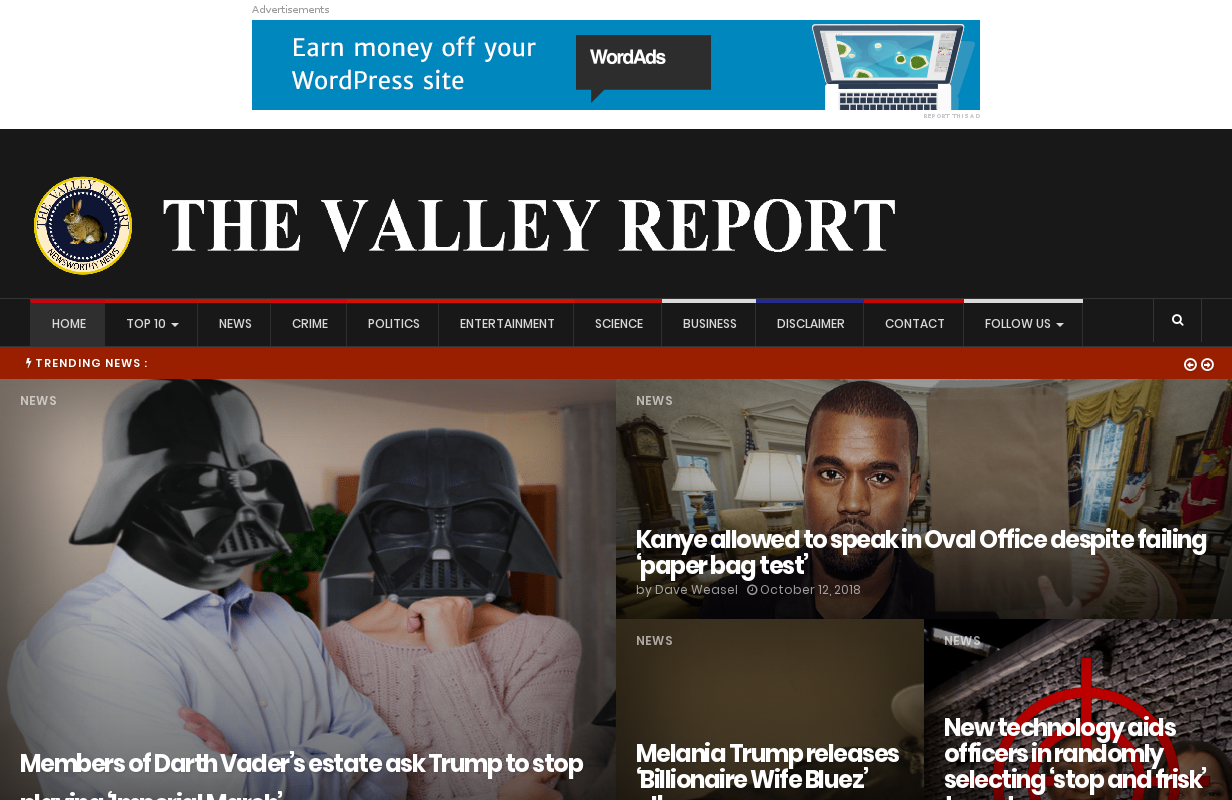 Advertisements
Earn money off your
WordPress site
WordAds
REPORT THIS AD
THE VALLEY REPORT
NEWSWORTHY NEWS
THE VALLEY REPORT
HOME
TOP 10
NEWS
CRIME
POLITICS
ENTERTAINMENT
SCIENCE
BUSINESS
DISCLAIMER
CONTACT
FOLLOW US
TRENDING NEWS :
NEWS
Members of Darth Vader’s estate ask Trump to stop
playing ‘Imperial March’
NEWS
Kanye allowed to speak in Oval Office despite failing
‘paper bag test’
by Dave Weasel October 12, 2018
NEWS
Melania Trump releases
‘Billionaire Wife Bluez’
NEWS
New technology aids
officers in randomly
selecting ‘stop and frisk’